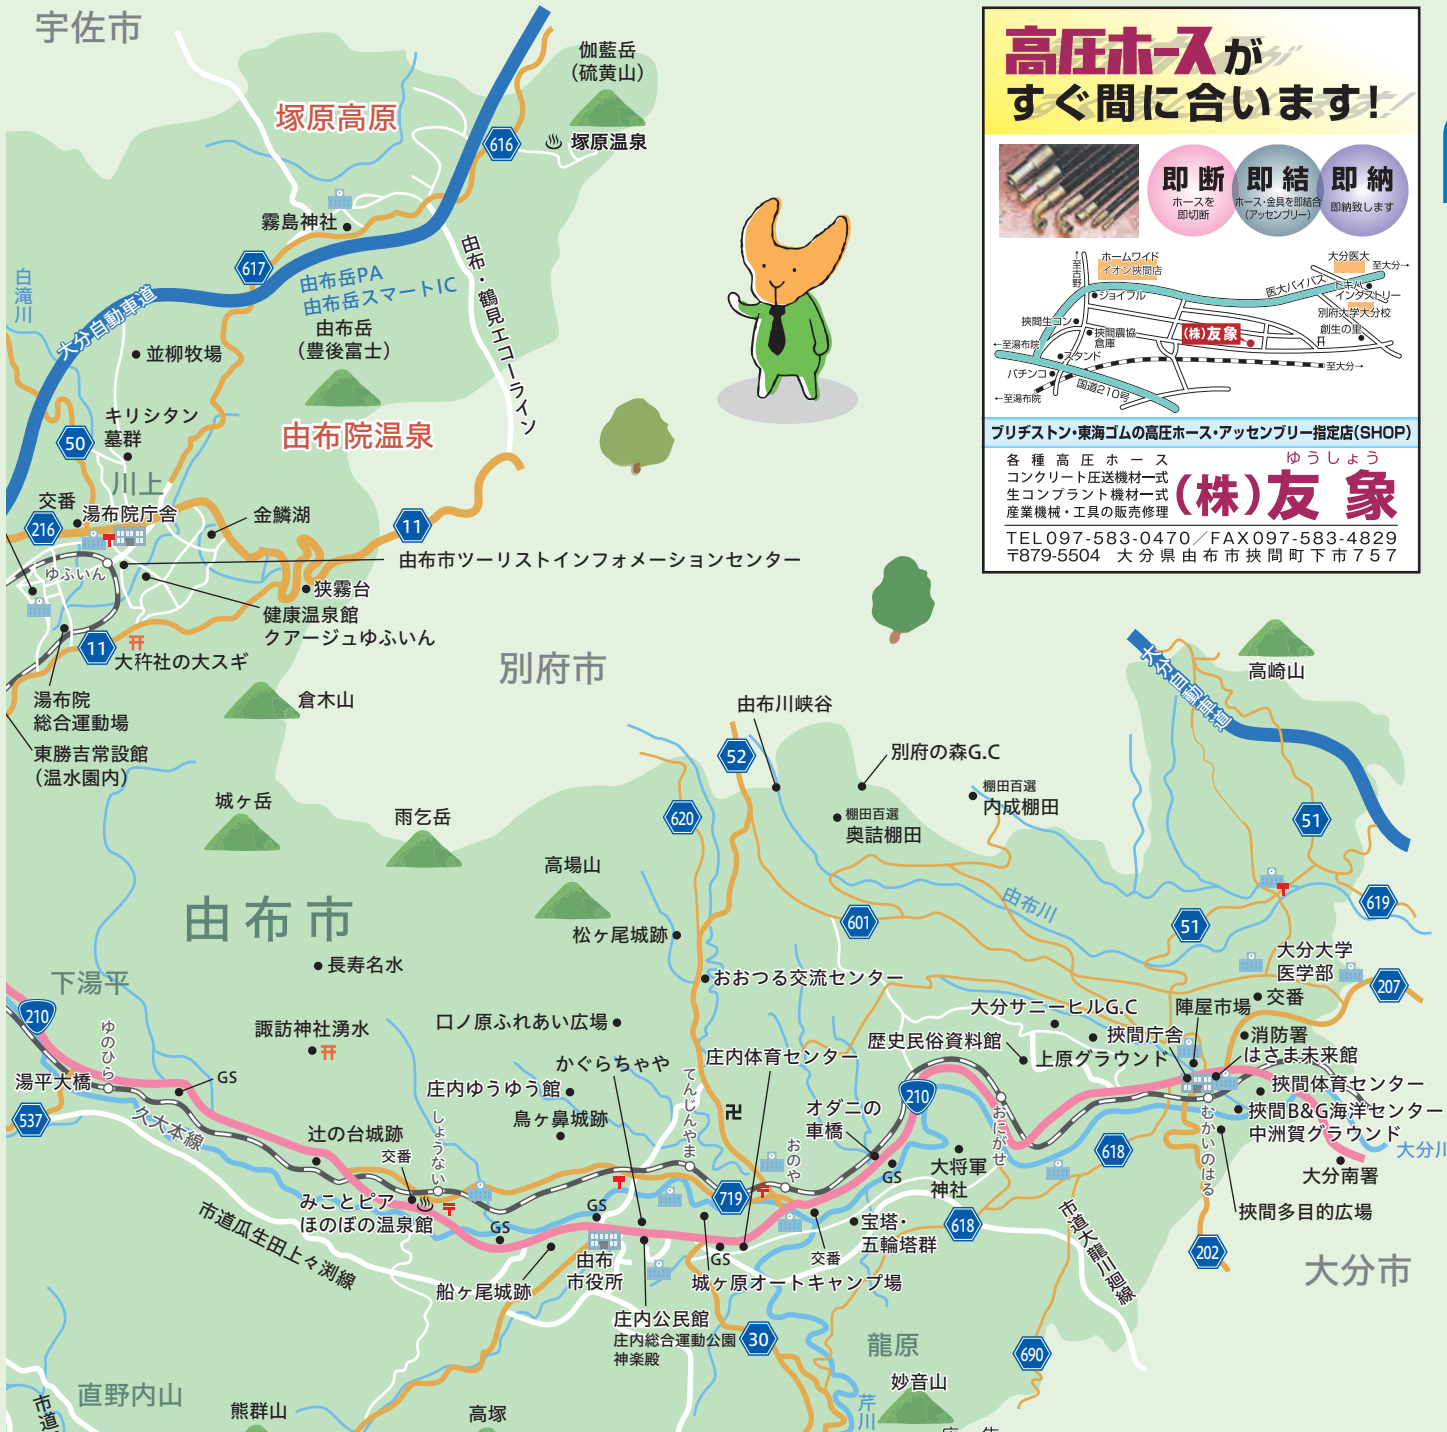 宇佐市
伽藍岳
(硫黄山)
塚原高原
616
塚原温泉
霧島神社
617
由布岳PA
由布岳スマートIC
白滝川
大分自動車道
由布・鶴見エコーライン
由布岳
(豊後富士)
並柳牧場
キリシタン
墓群
50
由布院温泉
川上
交番
湯布院庁舎
金鱗湖
216
11
由布市ツーリストインフォメーションセンター
ゆふいん
狭霧台
健康温泉館
クアージュゆふいん
11
大杵社の大スギ
別府市
湯布院
総合運動場
倉木山
東勝吉常設館
(温水園内)
高圧ホースが
すぐ間に合います!
即断
ホースを
即切断
即結
ホース・金具を即結合
(アッセンブリー)
即納
即納致します
↑至古野
ホームワイド
イオン挾間店
ジョイフル
大分医大
至大分→
医大バイパス
トキハ
インダストリー
別府大学大分校
創生の里
挾間生コン
挾間農協
倉庫
(株)友象
←至湯布院
スタンド
パチンコ
至大分→
国道210号
←至湯布院
ブリヂストン・東海ゴムの高圧ホース・アッセンブリー指定店(SHOP)
各種高圧ホース
コンクリート圧送機材一式
生コンプラント機材一式
産業機械・工具の販売修理
ゆうしょう
(株)友象
TEL097-583-0470/FAX097-583-4829
〒879-5504 大分県由布市挾間町下市757
高崎山
大分自動車道
由布川峡谷
52
別府の森G.C
棚田百選
内成棚田
棚田百選
奥詰棚田
城ヶ岳
雨乞岳
620
51
高場山
由布市
由布川
601
619
51
松ヶ尾城跡
長寿名水
おおつる交流センター
大分大学
医学部
下湯平
207
交番
大分サニーヒルG.C
陣屋市場
210
ゆのひら
諏訪神社湧水
口ノ原ふれあい広場
歴史民俗資料館
挾間庁舎
消防署
上原グラウンド
はさま未来館
かぐらちゃや
庄内体育センター
湯平大橋
GS
庄内ゆうゆう館
てんじんやま
210
挾間体育センター
537
久大本線
鳥ヶ鼻城跡
オダニの
車橋
おにがせ
挾間B&G海洋センター
中洲賀グラウンド
辻の台城跡
しょうない
おのや
むかいのはる
618
大分川
交番
GS
大将軍
神社
大分南署
みことピア
ほのぼの温泉館
719
GS
GS
市道瓜生田上々渕線
宝塔・
五輪塔群
618
市道大龍川廻線
挾間多目的広場
由布
市役所
GS
交番
202
大分市
船ヶ尾城跡
城ヶ原オートキャンプ場
庄内公民館
庄内総合運動公園
神楽殿
30
龍原
690
直野内山
妙音山
市道
熊群山
高塚
芹川